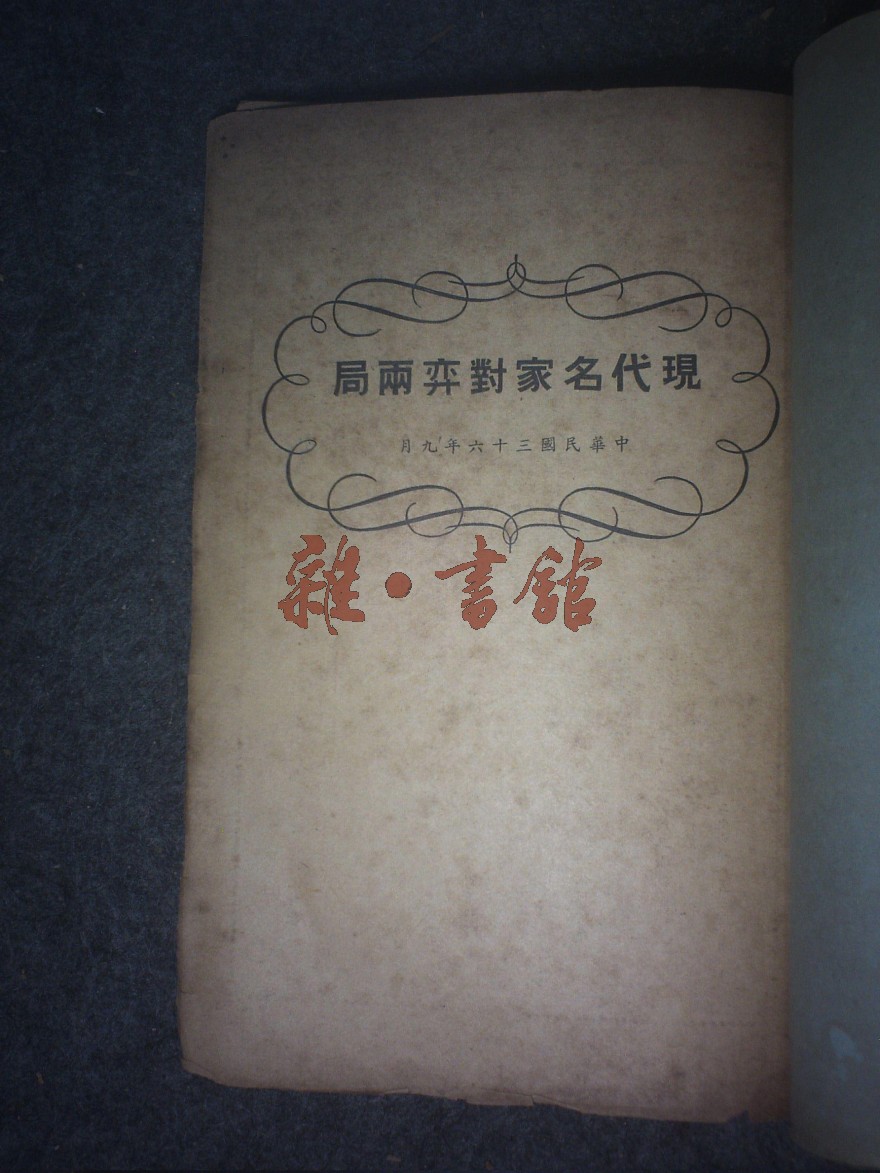 現代名家對弈兩局
中華民國三十六年九月
雜·書館